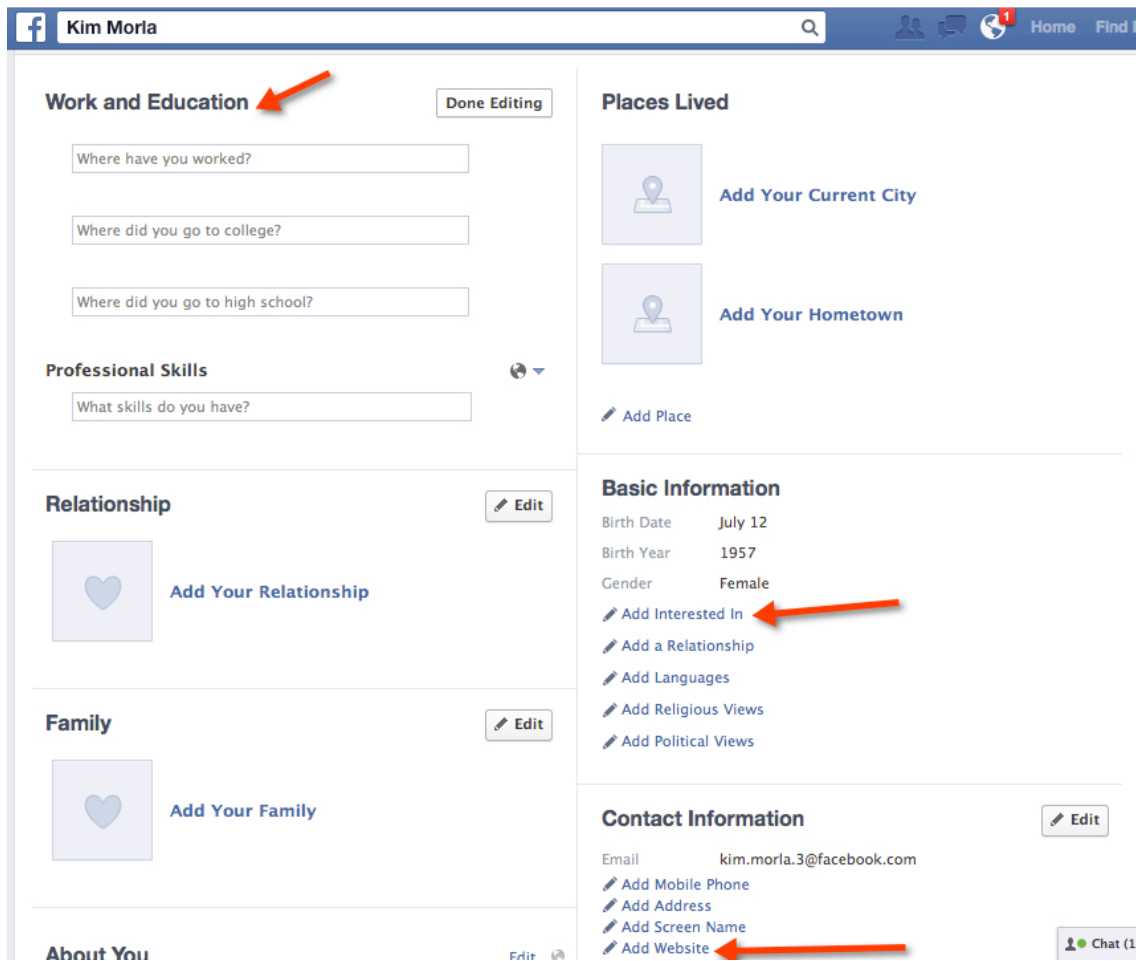 f
Kim Morla
1
Home Find
Work and Education
Done Editing
Where have you worked?
Where did you go to college?
Where did you go to high school?
Professional Skills
What skills do you have?
Relationship
Edit
Add Your Relationship
Family
Edit
Add Your Family
About You
Edit
Places Lived
Add Your Current City
Add Your Hometown
Add Place
Basic Information
Birth Date July 12
Birth Year 1957
Gender Female
Add Interested In
Add a Relationship
Add Languages
Add Religious Views
Add Political Views
Contact Information
Edit
Email kim.morla.3@facebook.com
Add Mobile Phone
Add Address
Add Screen Name
Add Website
Chat (1